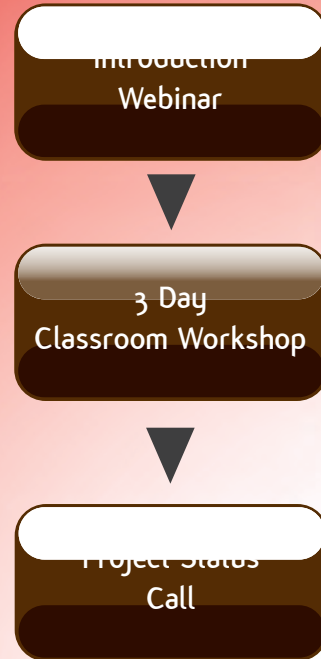 Introduction
Webinar
3 Day
Classroom Workshop
Project Status
Call